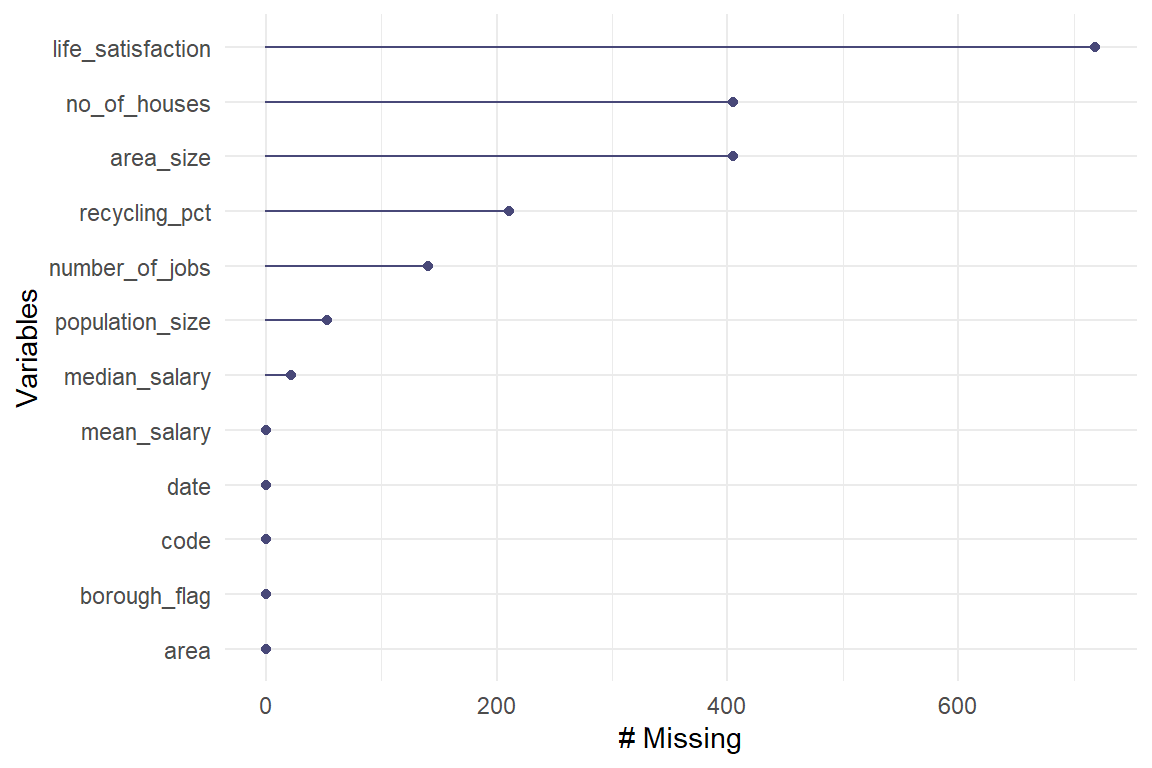 life_satisfaction
no_of_houses
area_size
recycling_pct
number_of_jobs
population_size
median_salary
mean_salary
date
code
borough_flag
area
Variables
0 200 400 600
# Missing